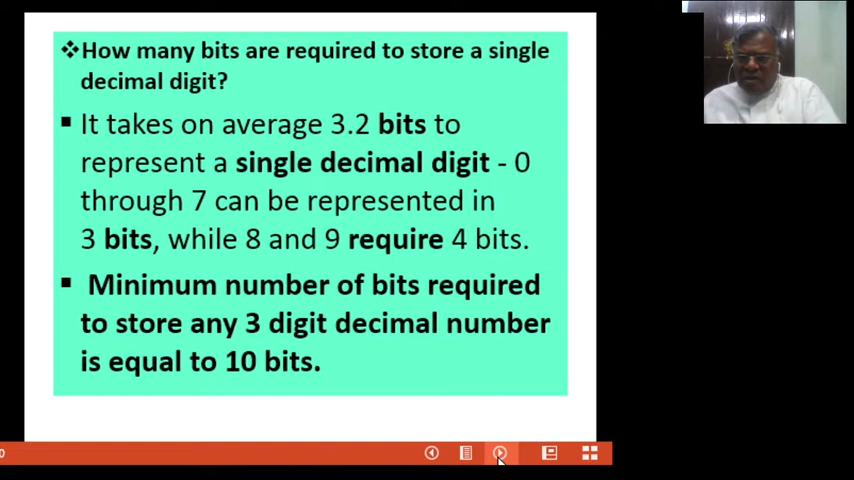 ❖How many bits are required to store a single
decimal digit?
▪ It takes on average 3.2 bits to
represent a single decimal digit - 0
through 7 can be represented in
3 bits, while 8 and 9 require 4 bits.
▪ Minimum number of bits required
to store any 3 digit decimal number
is equal to 10 bits.
0